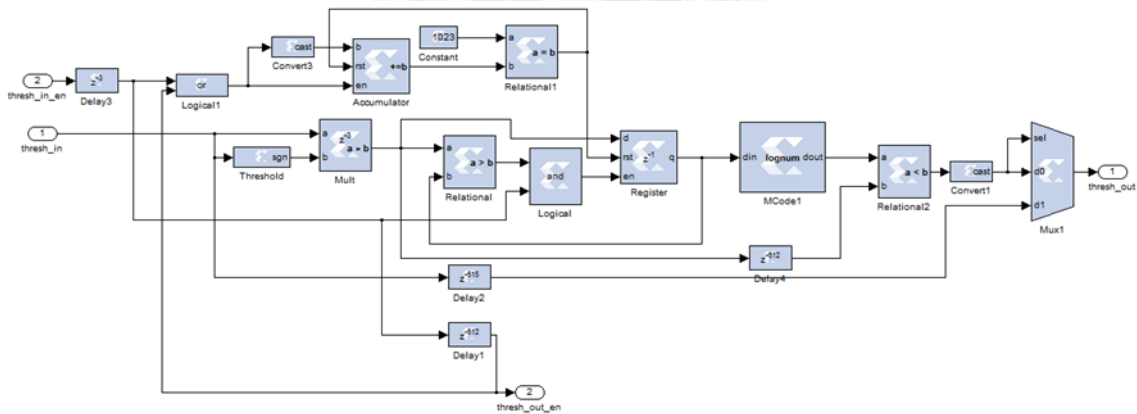 2
thresh_in_en
z-3
Delay3
or
Logical1
cast
Convert3
b
rst
en
+=b
Accumulator
1023
Constant
a
b
a = b
Relational1
1
thresh_in
sgn
Threshold
a
b
z-3
a * b
Mult
a
b
a > b
Relational
and
Logical
d
rst
en
z-1
q
Register
din
lognum
dout
MCode1
a
b
a < b
Relational2
cast
Convert1
sel
d0
d1
Mux1
1
thresh_out
z-512
Delay4
z-515
Delay2
z-512
Delay1
2
thresh_out_en